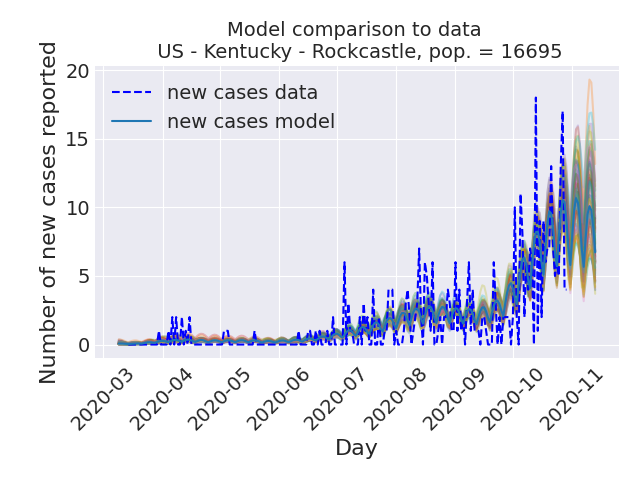 Model comparison to data
US - Kentucky - Rockcastle, pop. = 16695
Number of new cases reported
20
15
10
5
0
new cases data
new cases model
2020-03
2020-04
2020-05
2020-06
2020-07
2020-08
2020-09
2020-10
2020-11
Day